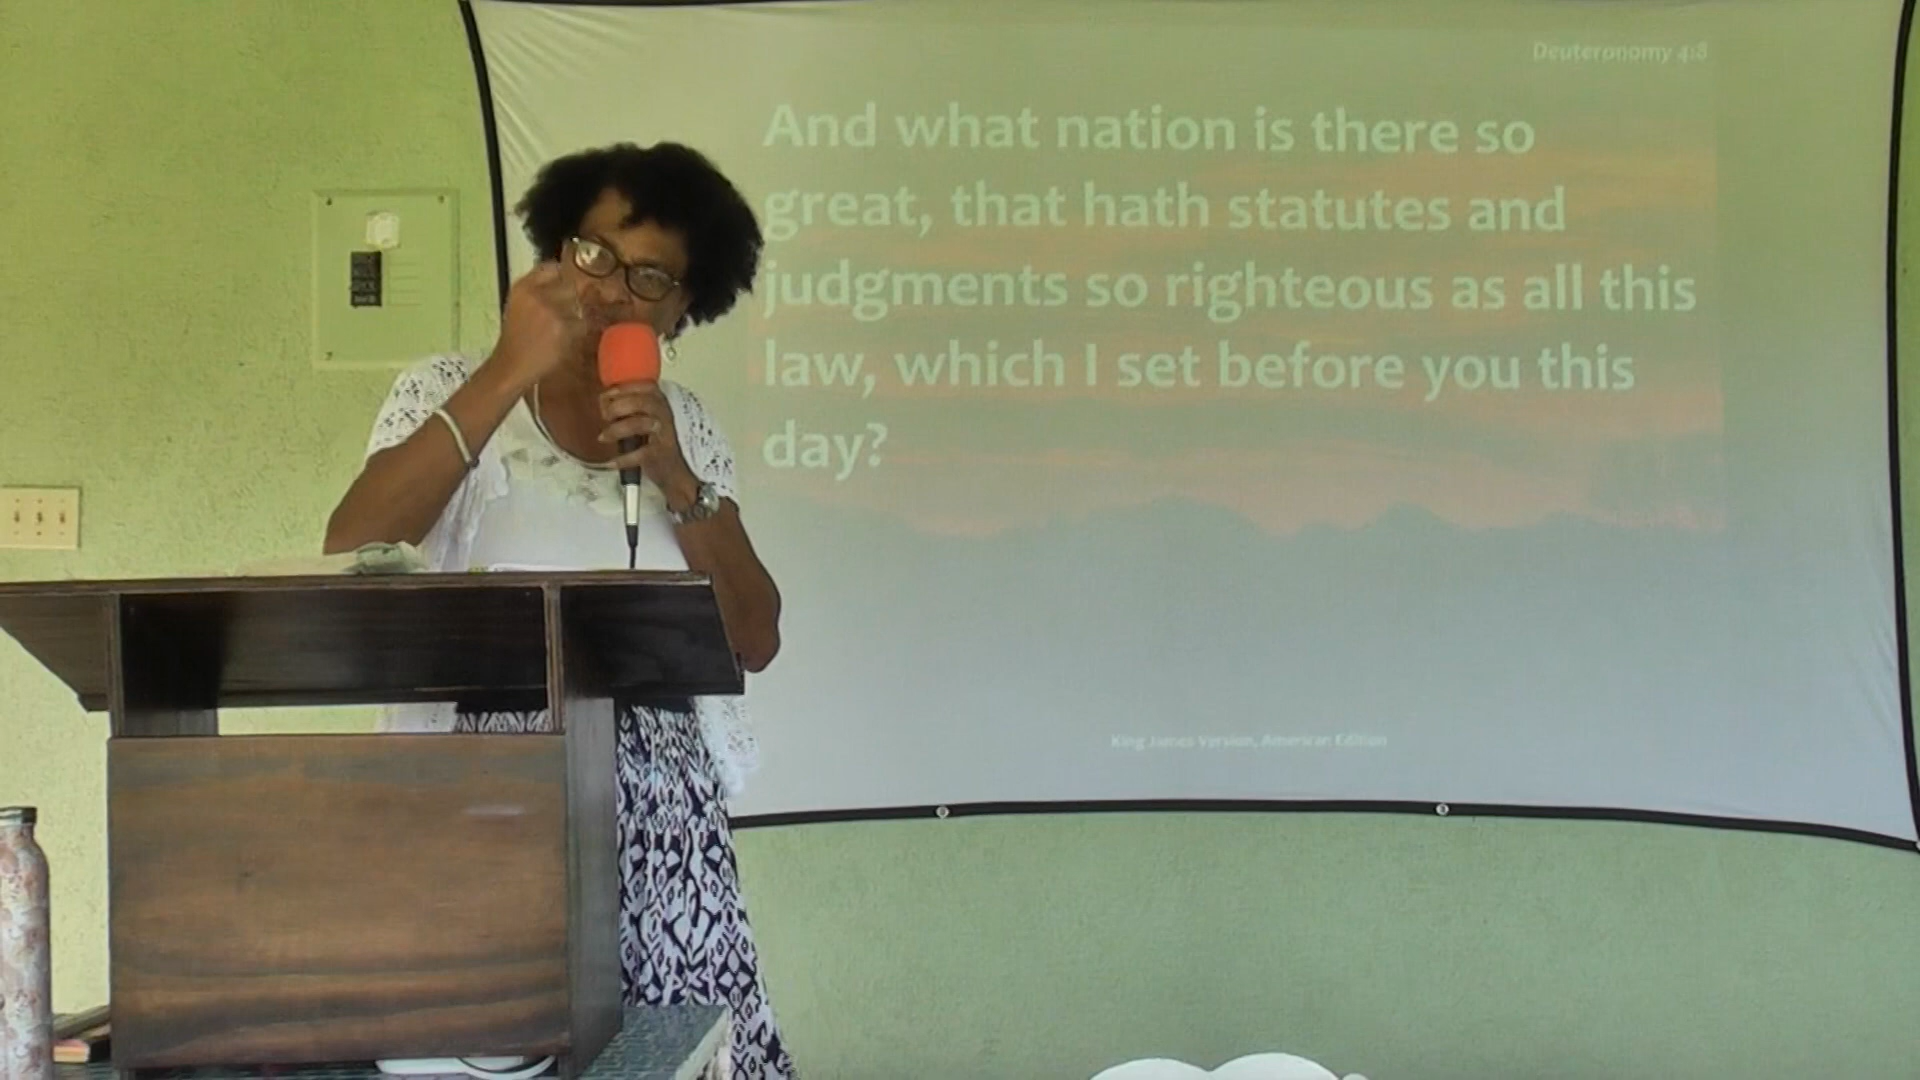 Deuteronomy 4:8
And what nation is there so
great, that hath statutes and
judgments so righteous as all this
law, which I set before you this
day?
King James Version, American Edition